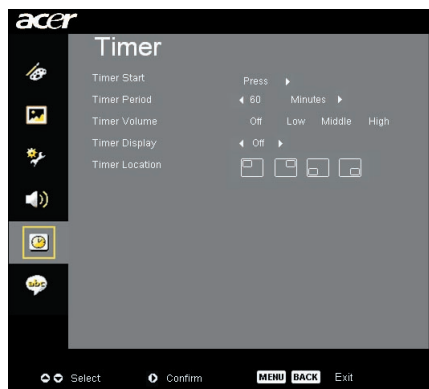 acer
Timer
Timer Start Press
Timer Period 60 Minutes
Timer Volume Off Low Middle High
Timer Display Off
Timer Location
abc
Select Confirm MENU BACK Exit